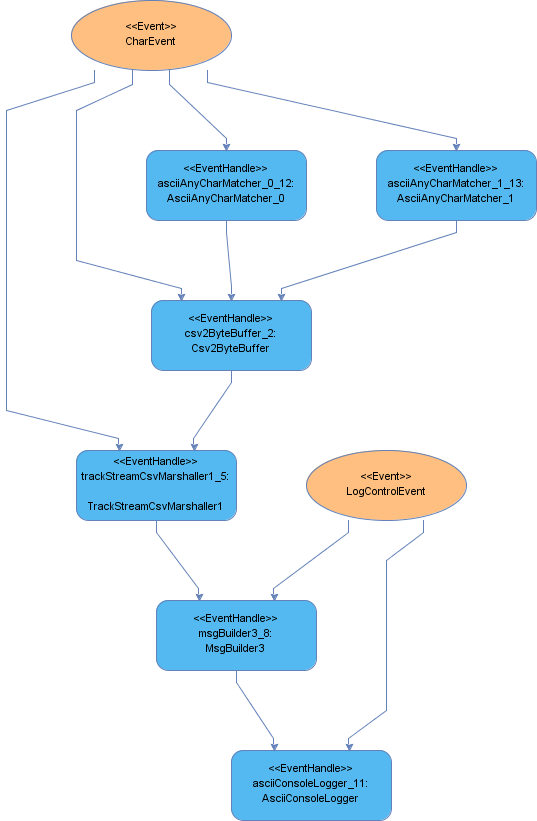 <<Event>>
CharEvent
<<EventHandle>>
asciiAnyCharMatcher_0_12:
AsciiAnyCharMatcher_0
<<EventHandle>>
asciiAnyCharMatcher_1_13:
AsciiAnyCharMatcher_1
<<EventHandle>>
csv2ByteBuffer_2:
Csv2ByteBuffer
<<EventHandle>>
trackStreamCsvMarshaller1_5:
TrackStreamCsvMarshaller1
<<Event>>
LogControlEvent
<<EventHandle>>
msgBuilder3_8:
MsgBuilder3
<<EventHandle>>
asciiConsoleLogger_11:
AsciiConsoleLogger